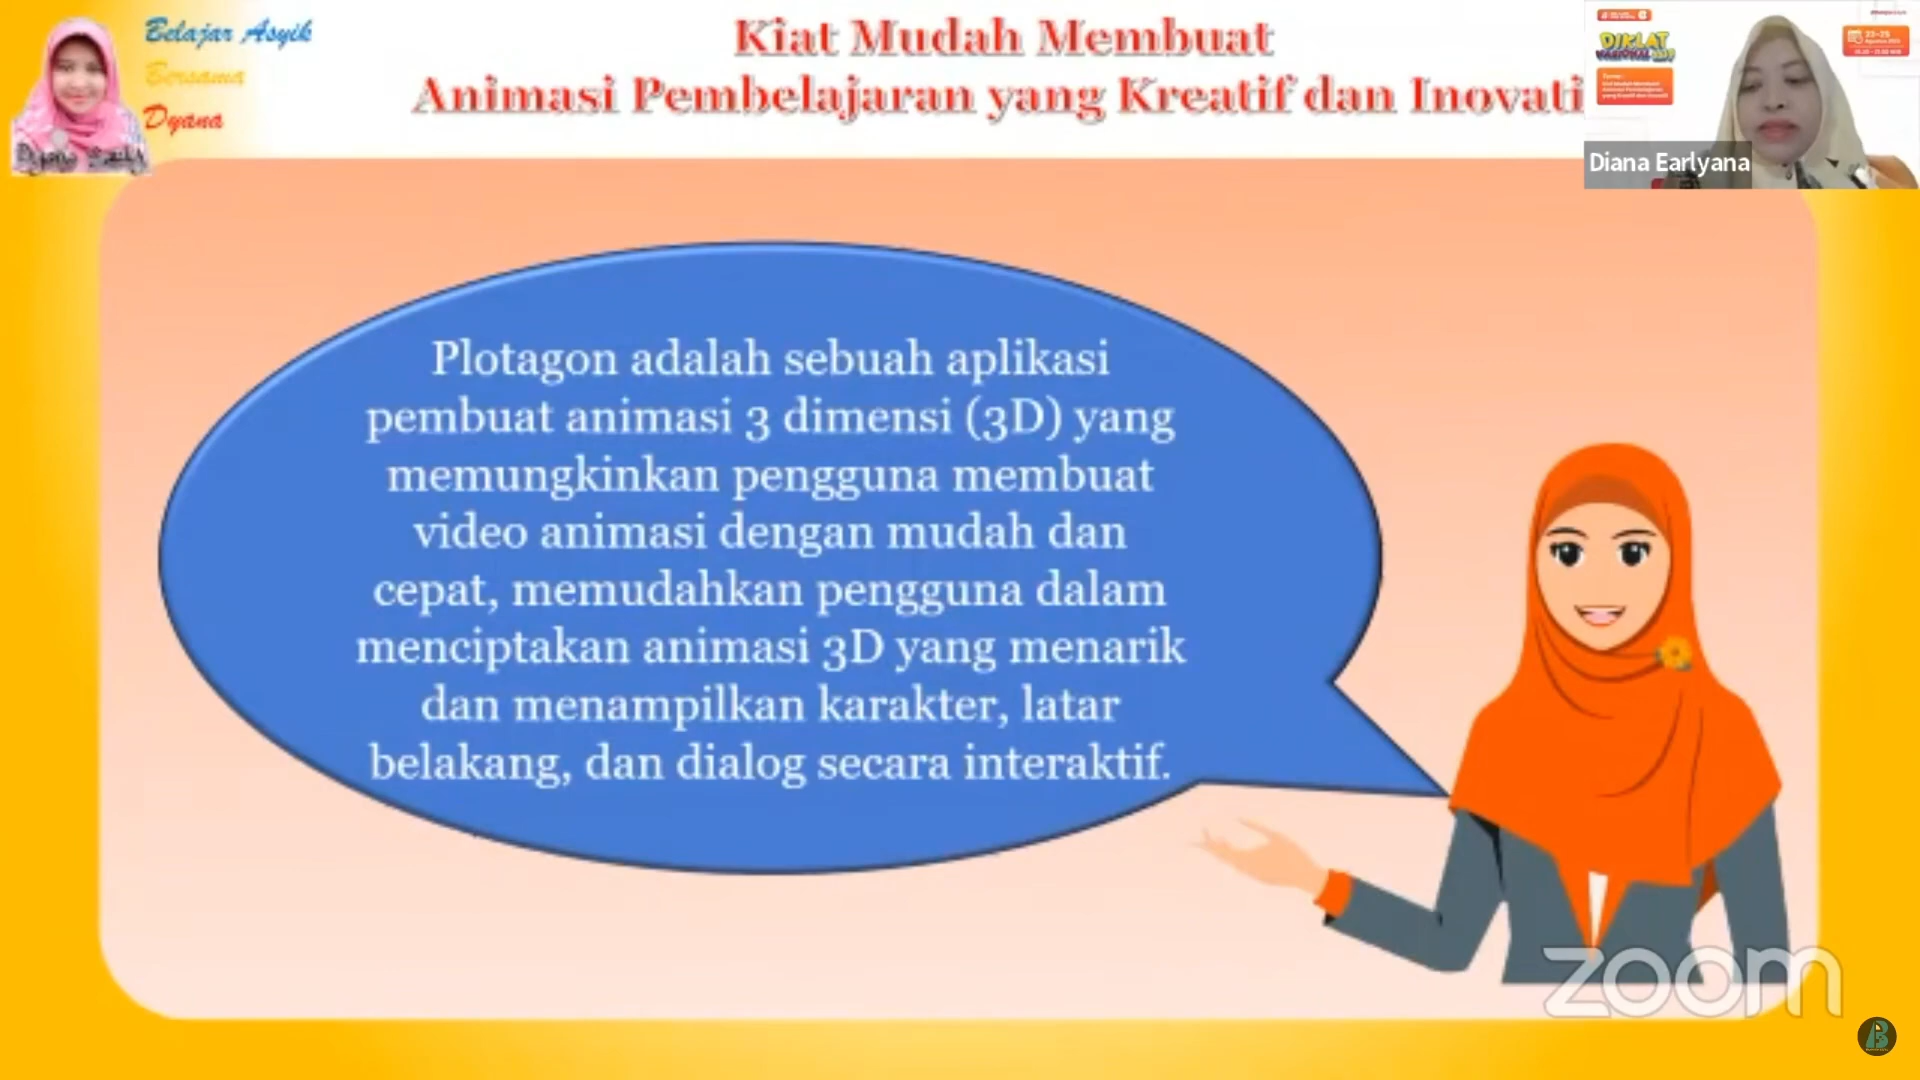 Belajar Asyik
Bersama
Dyana
Kiat Mudah Membuat
Animasi Pembelajaran yang Kreatif dan Inovati
DIKLAT
Diana Earlyana
Plotagon adalah sebuah aplikasi
pembuat animasi 3 dimensi (3D) yang
memungkinkan pengguna membuat
video animasi dengan mudah dan
cepat, memudahkan pengguna dalam
menciptakan animasi 3D yang menarik
dan menampilkan karakter, latar
belakang, dan dialog secara interaktif.
zoom